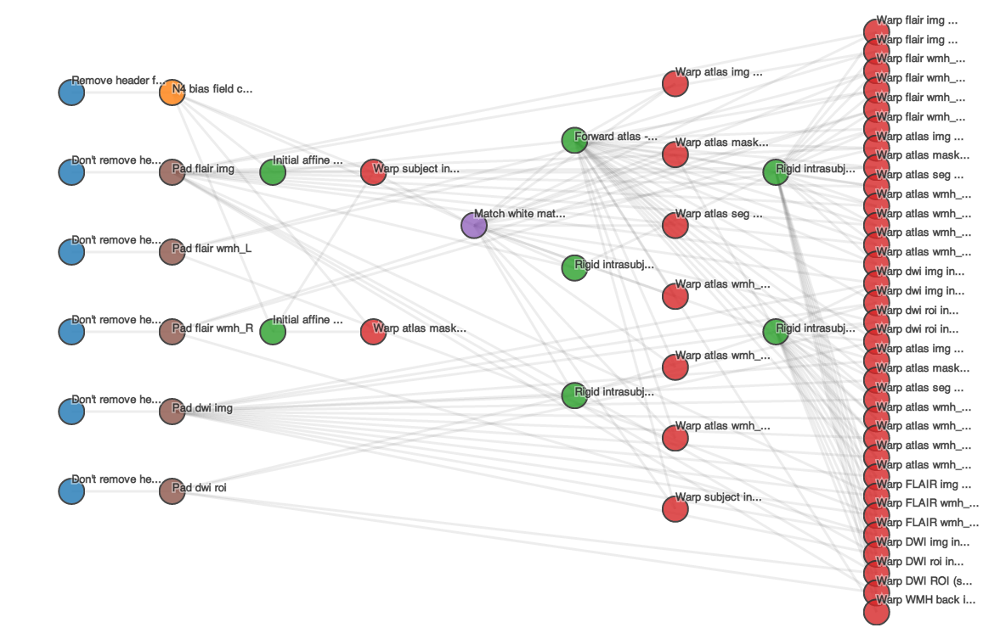 Remove header f...
N4 bias field c...
Don't remove he...
Pad flair img
Initial affine ...
Warp subject in...
Don't remove he...
Pad flair wmh_L
Don't remove he...
Pad flair wmh_R
Initial affine ...
Warp atlas mask...
Don't remove he...
Pad dwi img
Don't remove he...
Pad dwi roi
Match white mat...
Forward atlas -...
Rigid intrasubj...
Rigid intrasubj...
Warp atlas img ...
Warp atlas mask...
Warp atlas seg ...
Warp atlas wmh_...
Warp atlas wmh_...
Warp atlas wmh_...
Warp subject in...
Rigid intrasubj...
Rigid intrasubj...
Warp flair img ...
Warp flair img ...
Warp flair wmh_...
Warp flair wmh_...
Warp flair wmh_...
Warp flair wmh_...
Warp atlas img ...
Warp atlas mask...
Warp atlas seg ...
Warp atlas wmh_...
Warp atlas wmh_...
Warp atlas wmh_...
Warp atlas wmh_...
Warp dwi img in...
Warp dwi img in...
Warp dwi roi in...
Warp dwi roi in...
Warp atlas img ...
Warp atlas mask...
Warp atlas seg ...
Warp atlas wmh_...
Warp atlas wmh_...
Warp atlas wmh_...
Warp atlas wmh_...
Warp FLAIR img ...
Warp FLAIR wmh_...
Warp FLAIR wmh_...
Warp DWI img in...
Warp DWI roi in...
Warp DWI ROI (s...
Warp WMH back i...